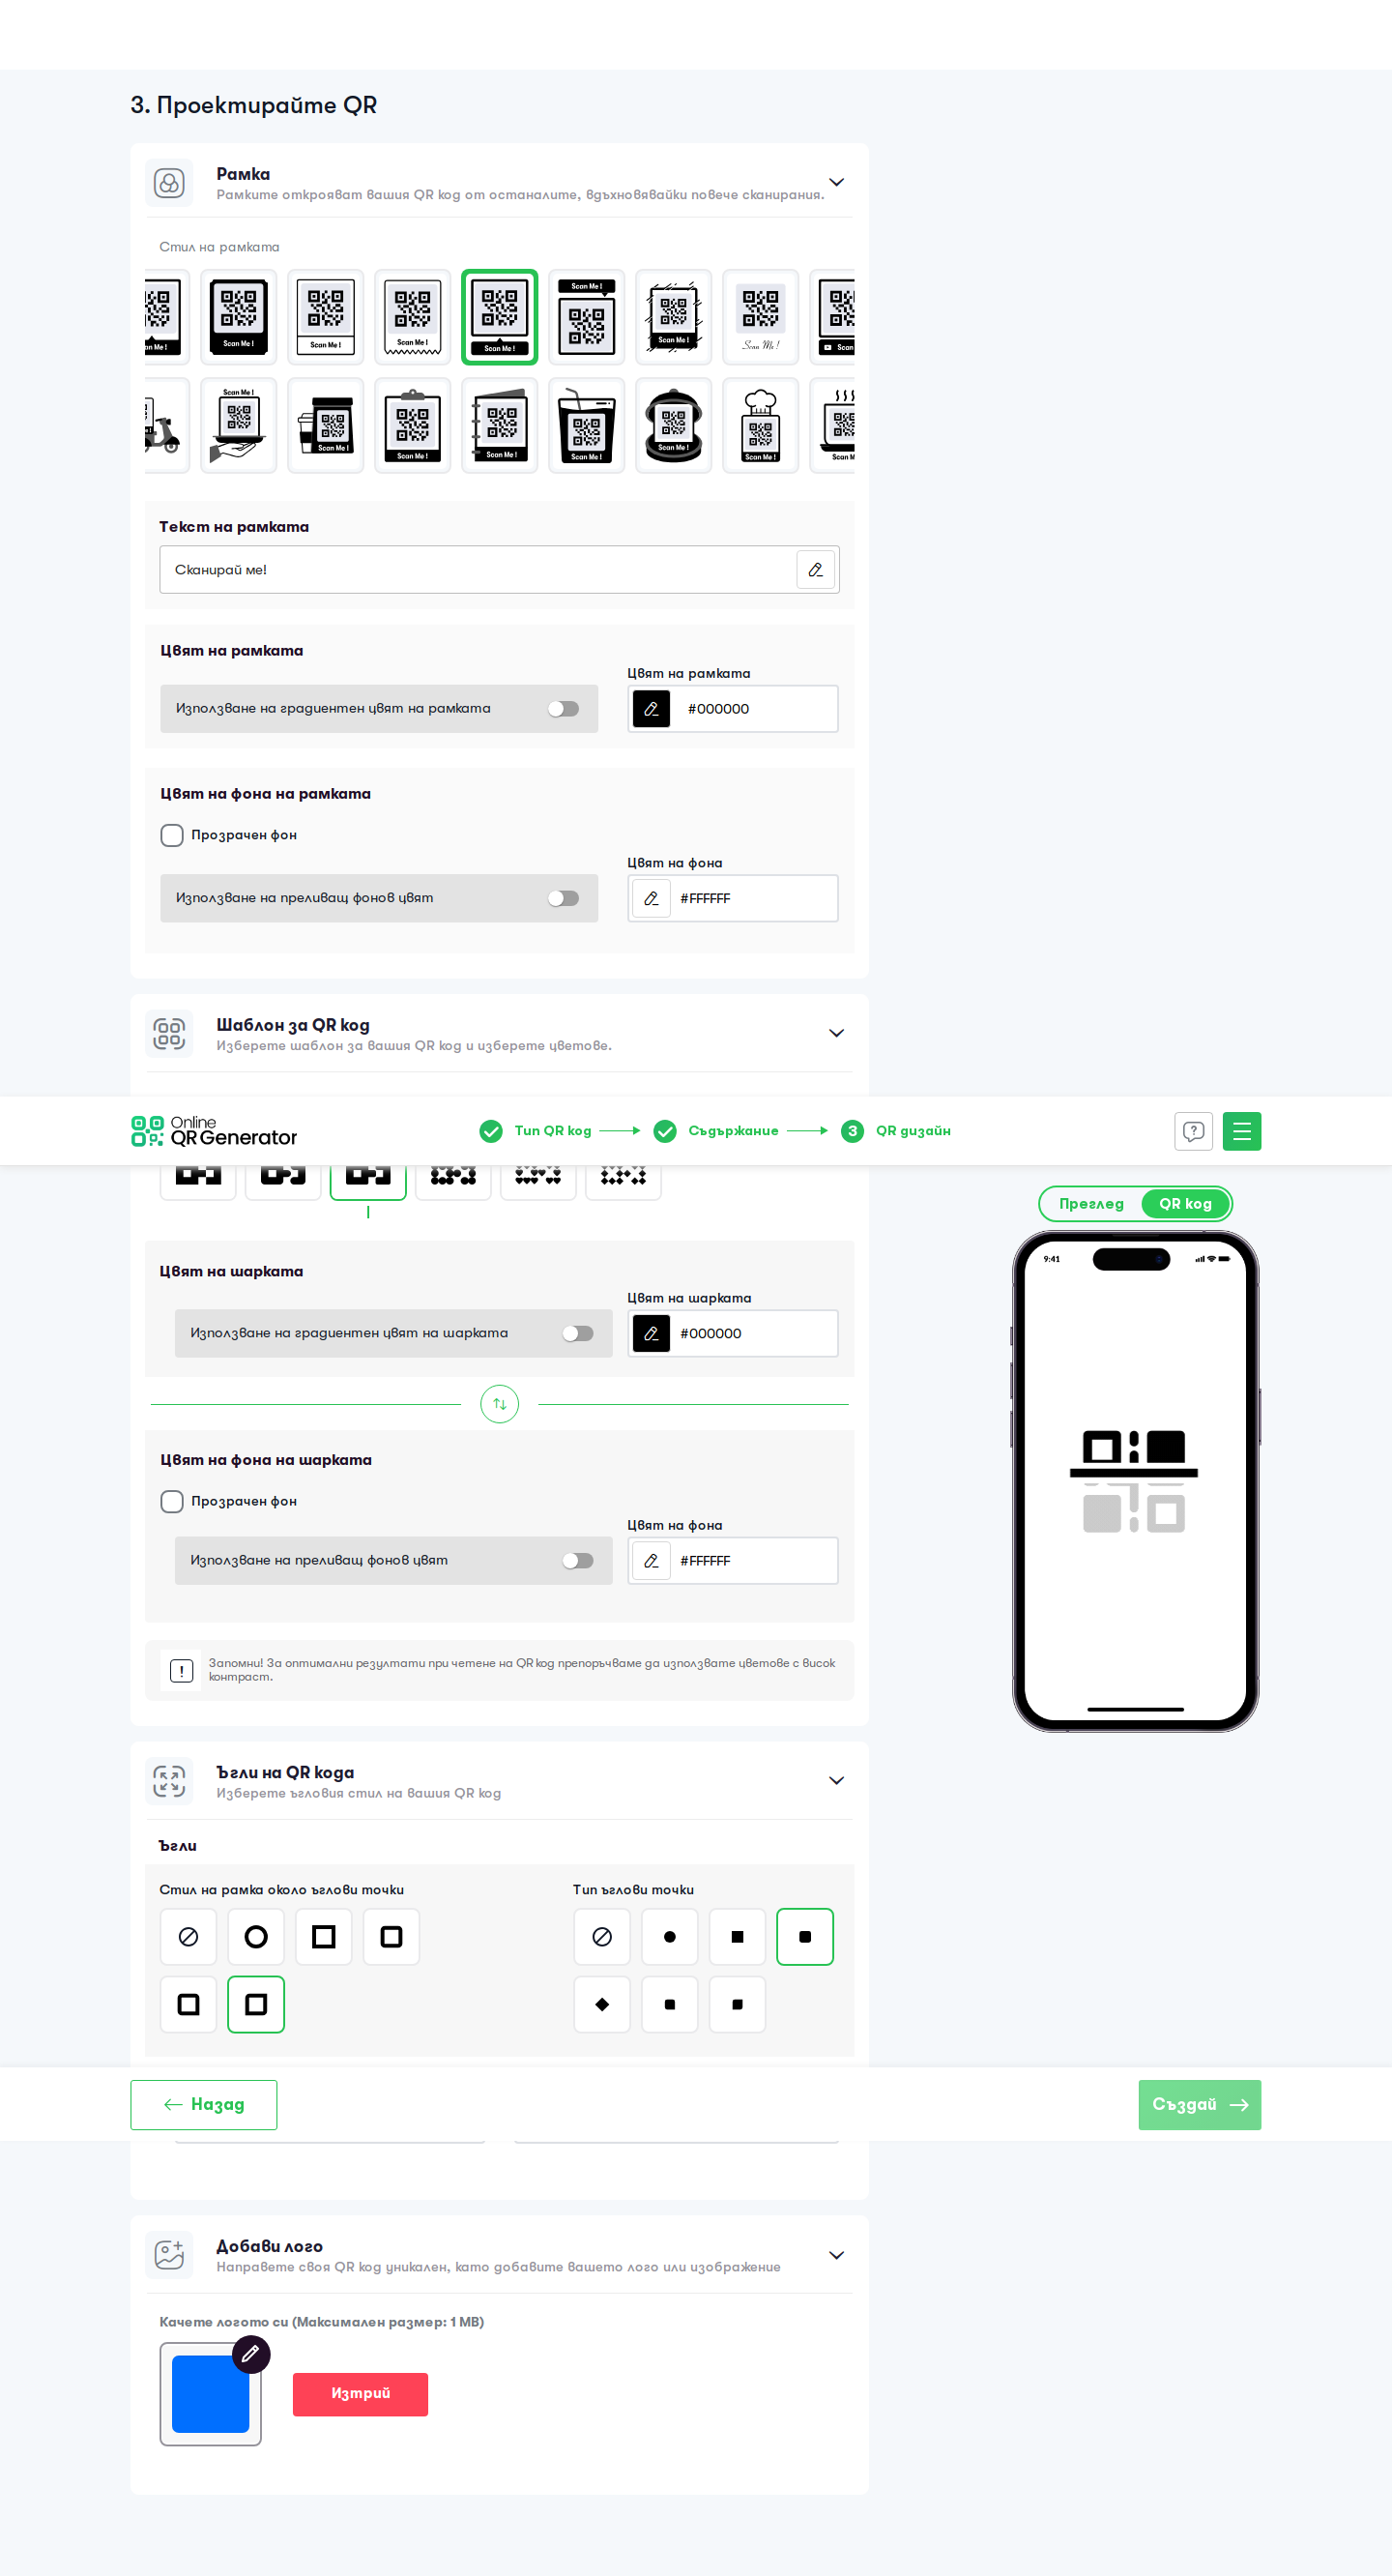 3. Проектирайте QR
Рамка
Рамките открояват вашия QR код от останалите, вдъхновявайки повече сканирания.
Стил на рамката
an Me !
Scan Me !
Scan Me !
Scan Me !
Scan Me !
Scan Me !
Scan Me !
Scan Me !
Scan
Scan Me !
Scan Me !
Scan Me !
Scan Me !
Scan Me !
Scan Me !
Scan Me !
Scan M
Текст на рамката
Сканирай ме!
Цвят на рамката
Цвят на рамката
Използване на градиентен цвят на рамката
#000000
Цвят на фона на рамката
Прозрачен фон
Цвят на фона
Използване на преливащ фонов цвят
#FFFFFF
Шаблон за QR код
Изберете шаблон за вашия QR код и изберете цветове.
Online
QR Generator
Тип QR код
Съдържание
3
QR дизайн
Преглед
QR код
9:41
Цвят на шарката
Цвят на шарката
Използване на градиентен цвят на шарката
#000000
Цвят на фона на шарката
Прозрачен фон
Цвят на фона
Използване на преливащ фонов цвят
#FFFFFF
Запомни! За оптимални резултати при четене на QR код препоръчваме да използвате цветове с висок
контраст.
Ъгли на QR кода
Изберете ъгловия стил на вашия QR код
Ъгли
Стил на рамка около ъглови точки
Тип ъглови точки
Назад
Създай
Добави лого
Направете своя QR код уникален, като добавите вашето лого или изображение
Качете логото си (Максимален размер: 1 MB)
Изтрий